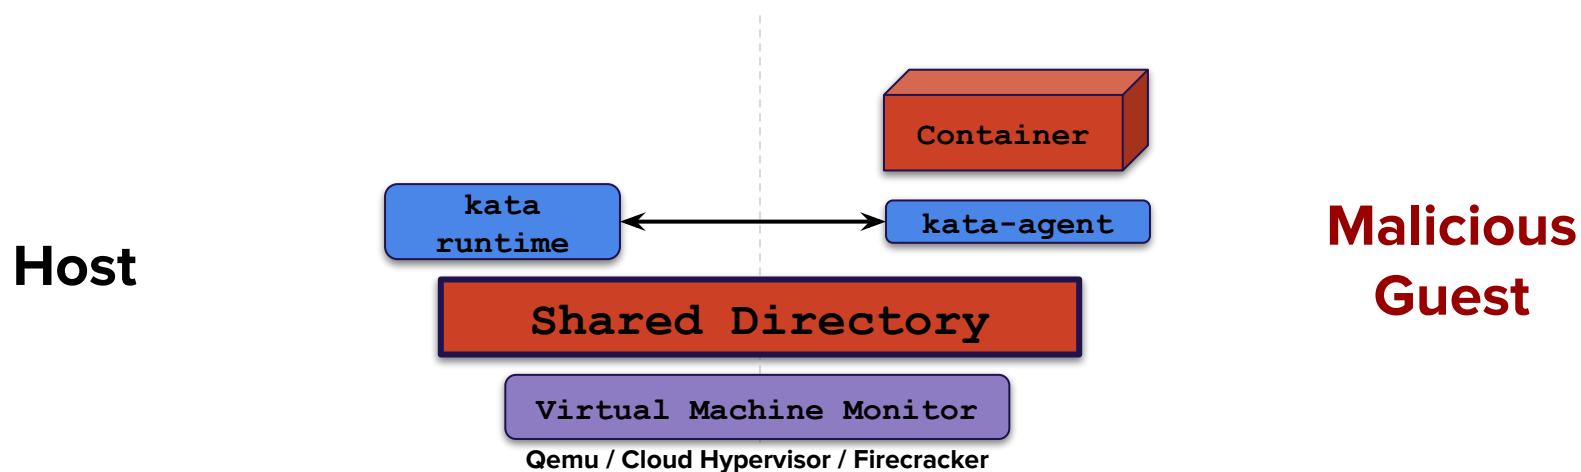 Container
kata
runtime
kata-agent
Host
Malicious
Guest
Shared Directory
Virtual Machine Monitor
Qemu / Cloud Hypervisor / Firecracker